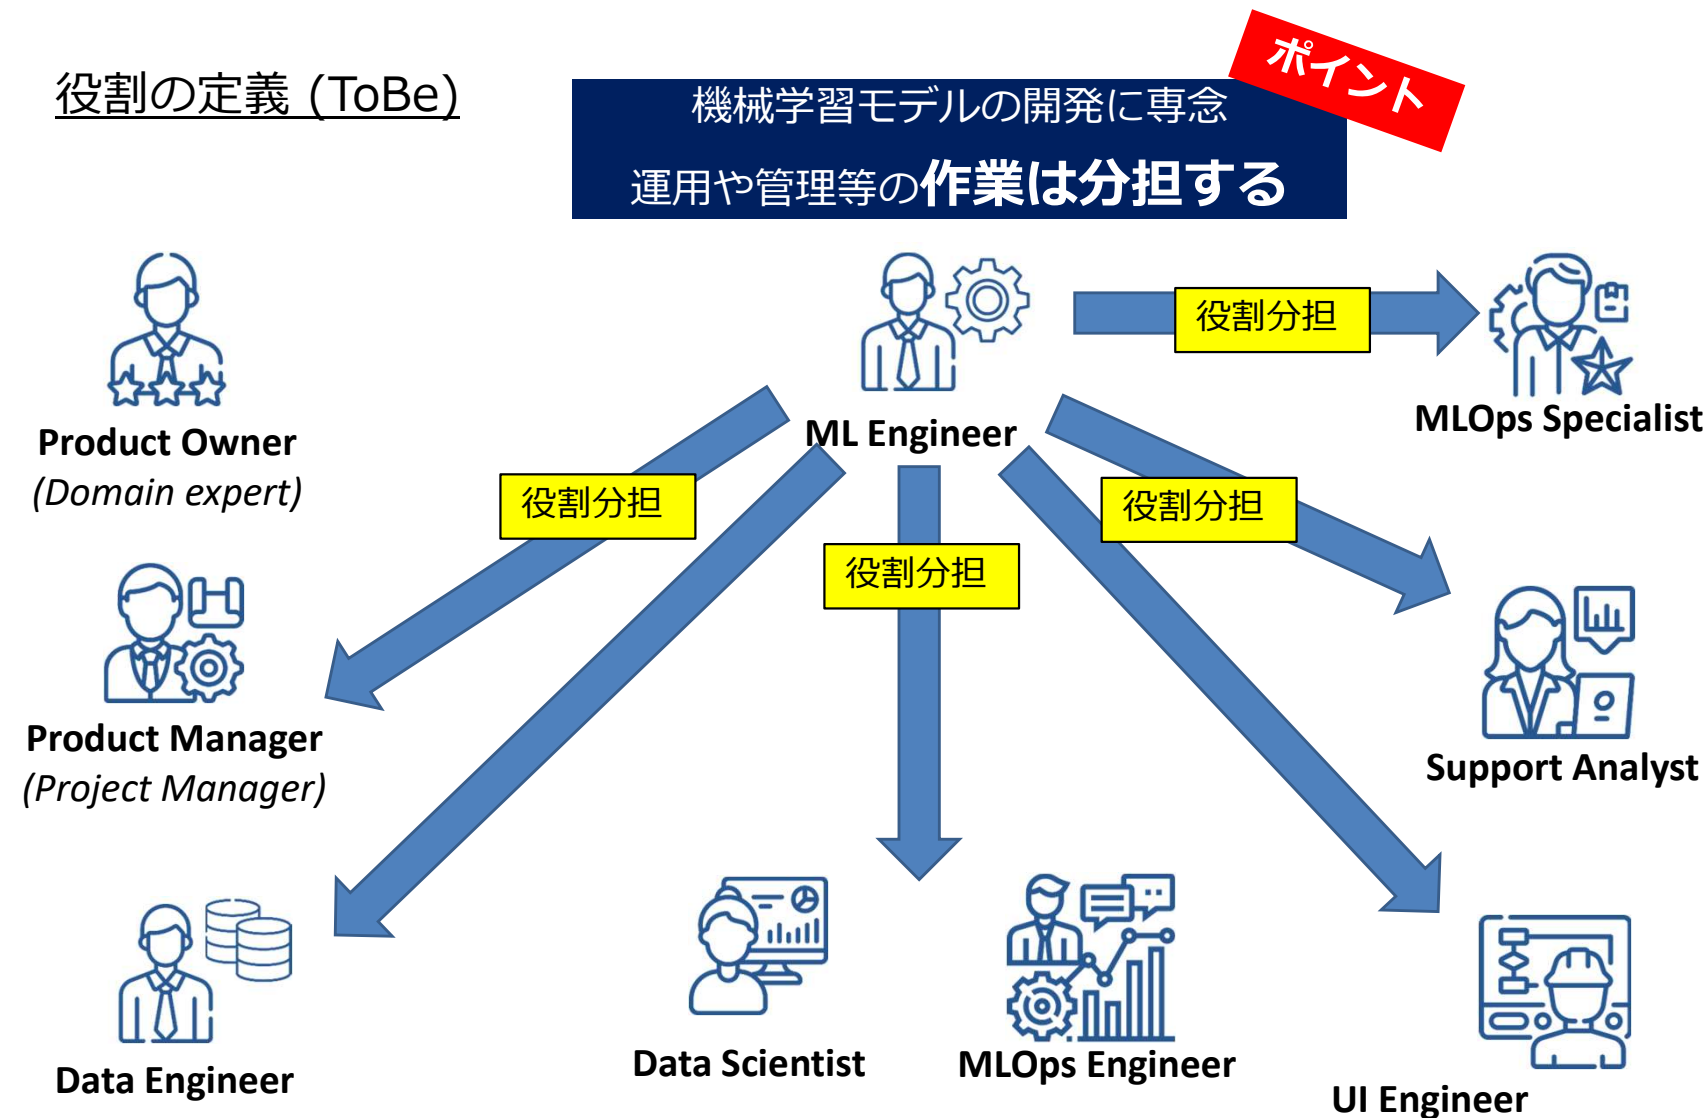 役割の定義 (ToBe)
ポイント
機械学習モデルの開発に専念
運用や管理等の作業は分担する
Product Owner
(Domain expert)
ML Engineer
役割分担
MLOps Specialist
役割分担
役割分担
役割分担
Product Manager
(Project Manager)
Support Analyst
Data Engineer
Data Scientist
MLOps Engineer
UI Engineer